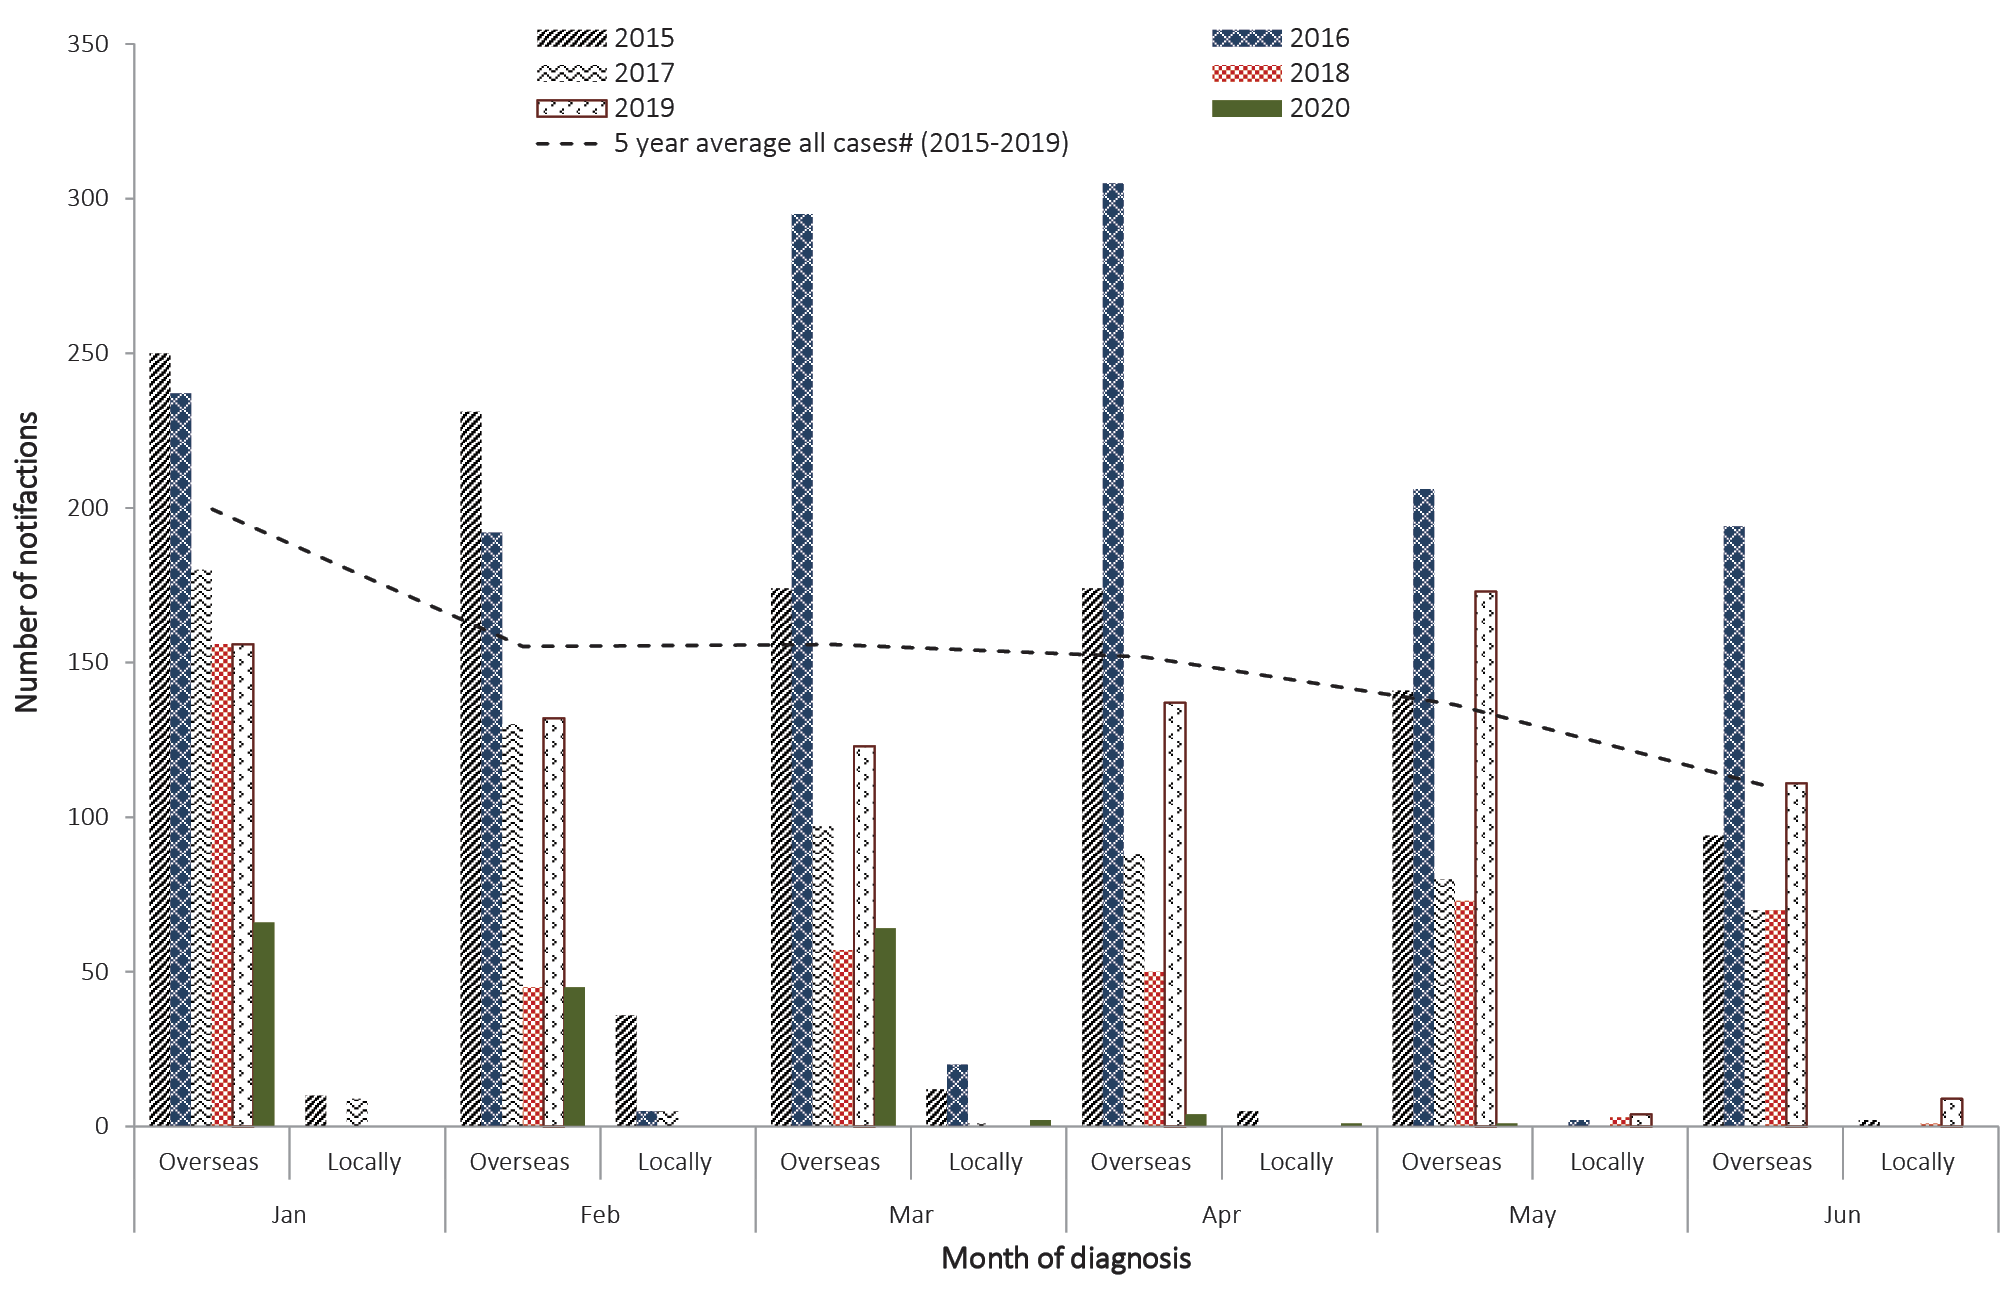 2015 2016
2017 2018
2019 2020
5 year average all cases# (2015-2019)
350
300
250
200
150
100
50
0
Number of notifactions
Overseas Locally Overseas Locally Overseas Locally Overseas Locally Overseas Locally Overseas Locally
Jan Feb Mar Apr May Jun
Month of diagnosis